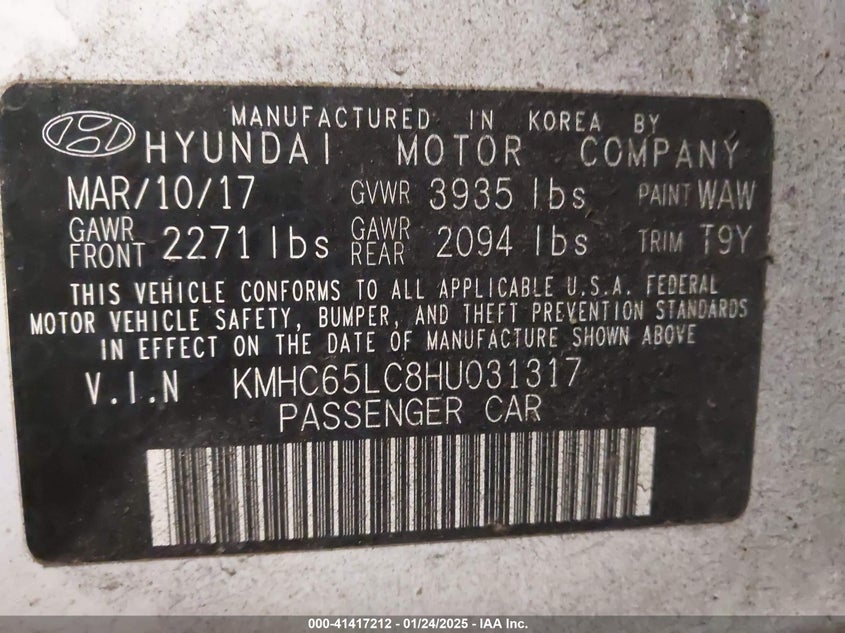 MANUFACTURED IN KOREA BY
HYUNDAI MOTOR COMPANY
MAR/10/17 GVWR 3935 lbs PAINT WAW
GAWR FRONT 2271 lbs GAWR REAR 2094 lbs TRIM T9Y
THIS VEHICLE CONFORMS TO ALL APPLICABLE U.S.A. FEDERAL
MOTOR VEHICLE SAFETY, BUMPER, AND THEFT PREVENTION STANDARDS
IN EFFECT ON THE DATE OF MANUFACTURE SHOWN ABOVE
V.I.N KMHC65LC8HU031317
PASSENGER CAR
000-41417212 - 01/24/2025 - IAA Inc.